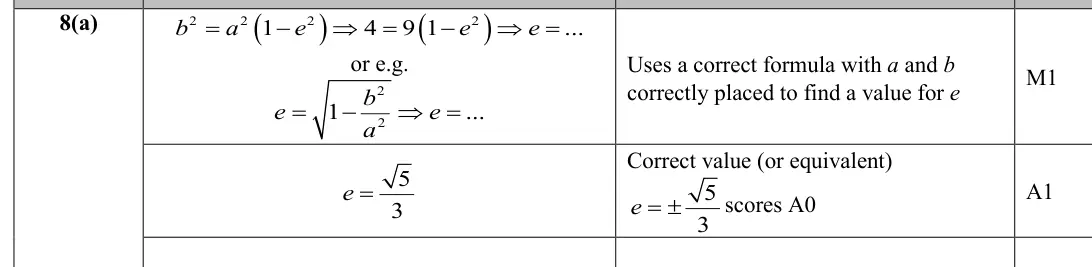 8(a)
b² = a²(1 − e²) ⇒ 4 = 9(1 − e²) ⇒ e = ...
or e.g.
e = √(1 − b²/a²) ⇒ e = ...
Uses a correct formula with a and b
correctly placed to find a value for e
M1
e = √5/3
Correct value (or equivalent)
e = ±√5/3 scores A0
A1